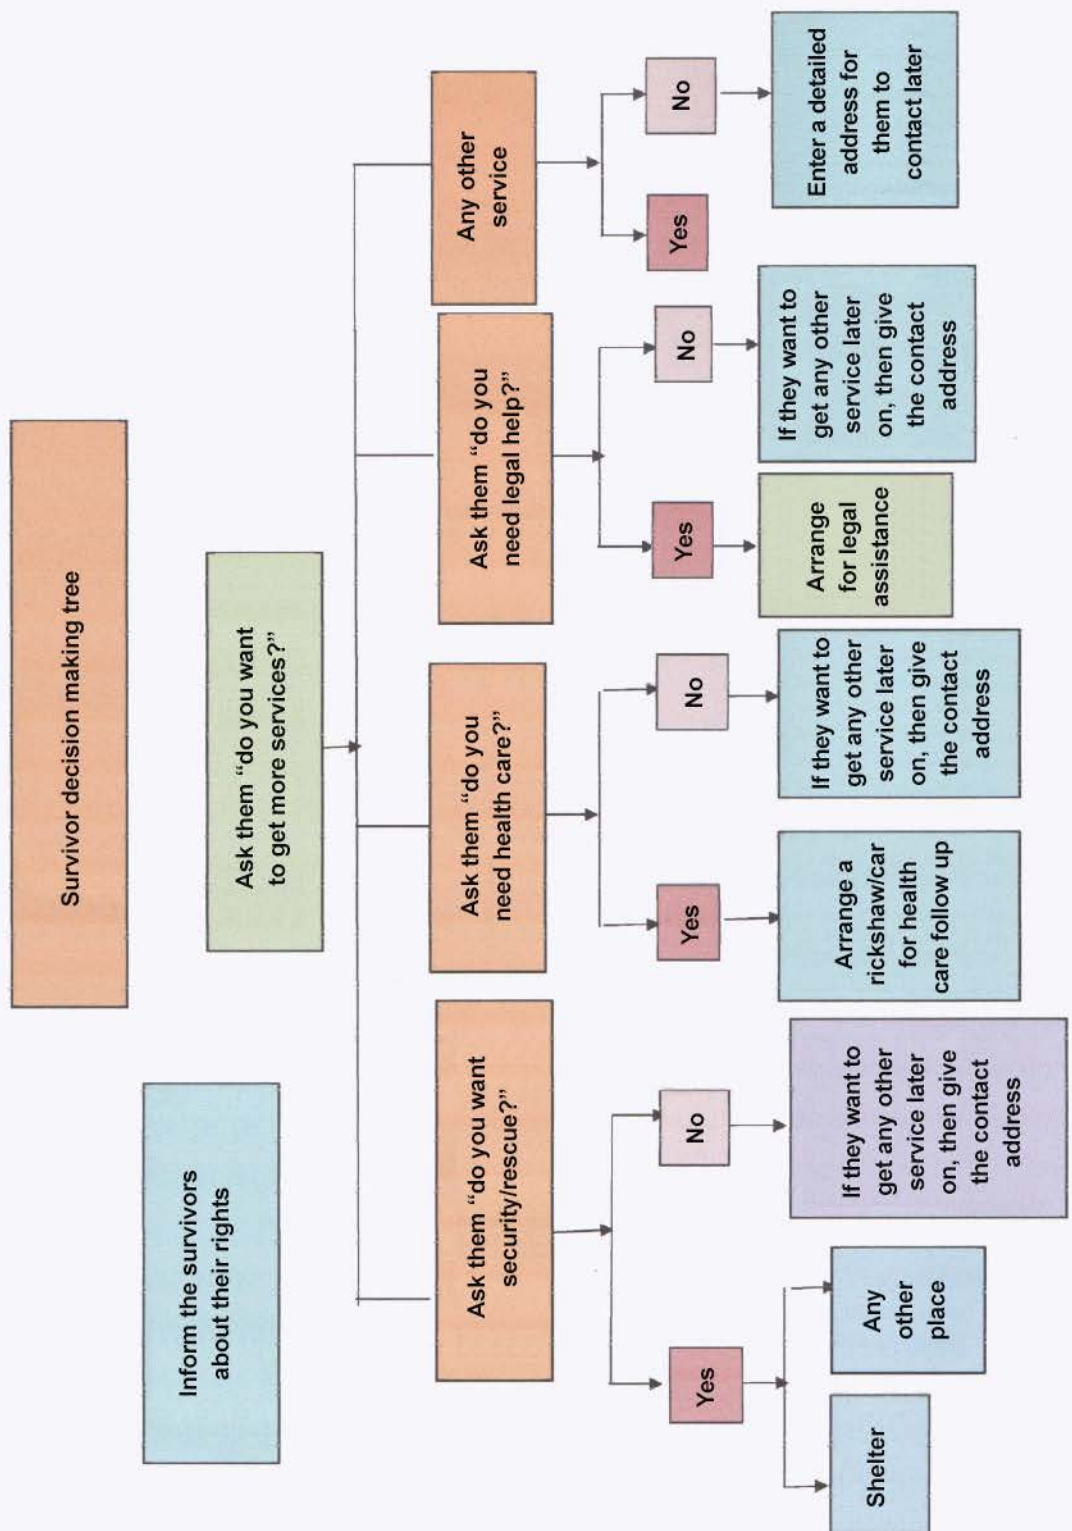 Survivor decision making tree
Inform the survivors
about their rights
Ask them “do you want
to get more services?”
Ask them “do you want
security/rescue?”
Ask them “do you
need health care?”
Ask them “do you
need legal help?”
Any other
service
Yes
No
Yes
No
Yes
No
Yes
No
Shelter
Any
other
place
If they want to
get any other
service later
on, then give
the contact
address
Arrange a
rickshaw/car
for health
care follow up
If they want to
get any other
service later
on, then give
the contact
address
Arrange
for legal
assistance
If they want to
get any other
service later
on, then give
the contact
address
Enter a detailed
address for
them to
contact later